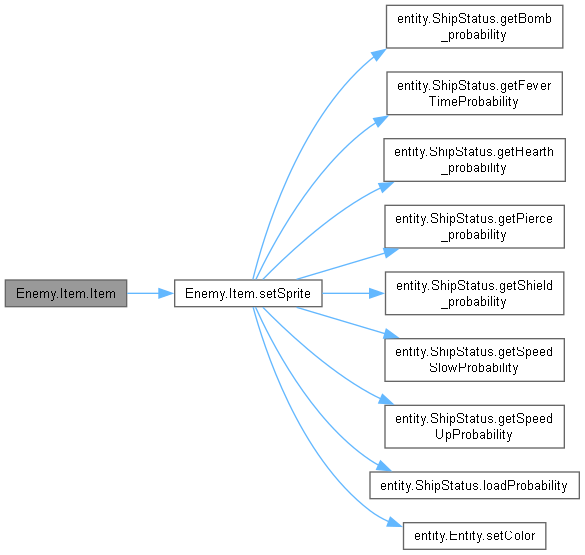 entity.ShipStatus.getBomb
_probability
entity.ShipStatus.getFever
TimeProbability
entity.ShipStatus.getHearth
_probability
entity.ShipStatus.getPierce
_probability
Enemy.Item.Item
Enemy.Item.setSprite
entity.ShipStatus.getShield
_probability
entity.ShipStatus.getSpeed
SlowProbability
entity.ShipStatus.getSpeed
UpProbability
entity.ShipStatus.loadProbability
entity.Entity.setColor